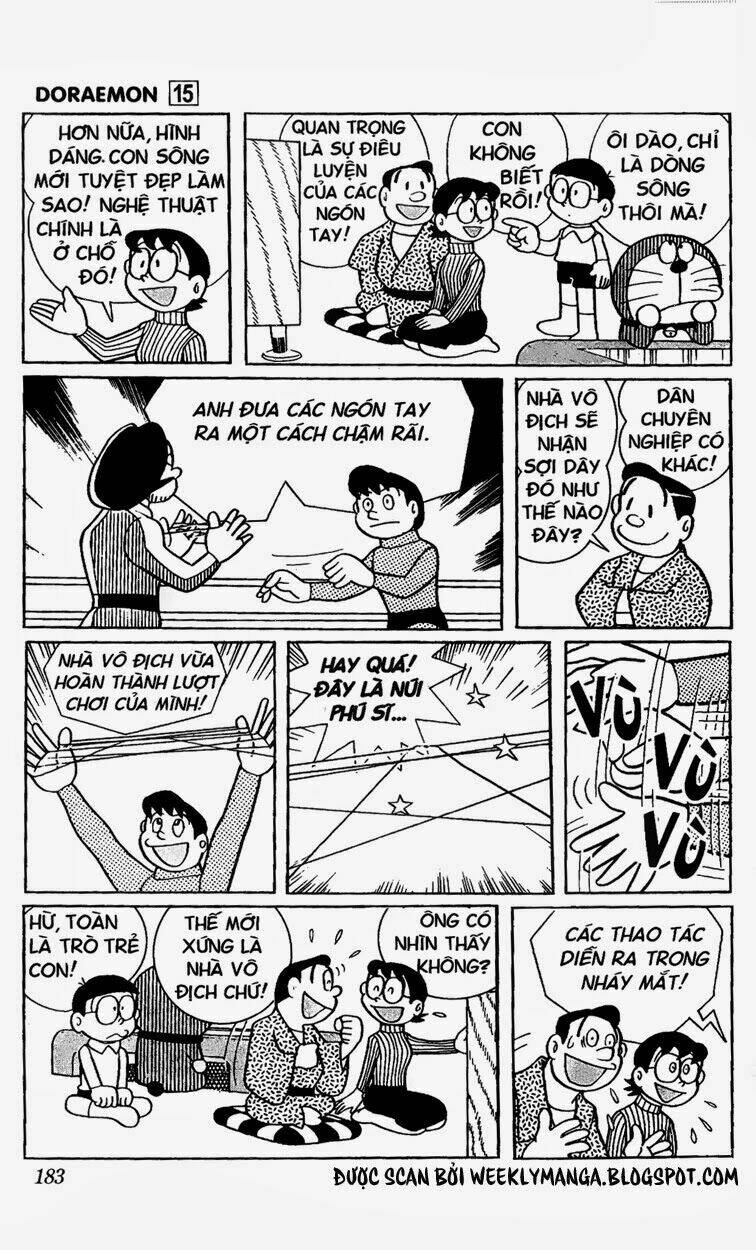 DORAEMON 15
HƠN NỮA, HÌNH
DÁNG CON SÔNG
MỚI TUYỆT ĐẸP LÀM
SAO! NGHỆ THUẬT
CHÍNH LÀ
Ở CHỖ
ĐÓ!
QUAN TRỌNG
LÀ SỰ ĐIÊU
LUYỆN
CỦA CÁC
NGÓN
TAY!
CON
KHÔNG
BIẾT
RỒI!
ÔI DÀO, CHỈ
LÀ DÒNG
SÔNG
THÔI MÀ!
ANH ĐƯA CÁC NGÓN TAY
RA MỘT CÁCH CHẬM RÃI.
NHÀ VÔ
ĐỊCH SẼ
NHẬN
SỢI DÂY
ĐÓ NHƯ
THẾ NÀO
ĐÂY?
DÂN
CHUYÊN
NGHIỆP CÓ
KHÁC!
NHÀ VÔ ĐỊCH VỪA
HOÀN THÀNH LƯỢT
CHƠI CỦA MÌNH!
HAY QUÁ!
ĐÂY LÀ NÚI
PHÚ SĨ...
VÙ
VÙ
VÙ
HỪ, TOÀN
LÀ TRÒ TRẺ
CON!
THẾ MỚI
XỨNG LÀ
NHÀ VÔ
ĐỊCH CHỨ!
ÔNG CÓ
NHÌN THẤY
KHÔNG?
CÁC THAO TÁC
DIỄN RA TRONG
NHÁY MẮT!
183
ĐƯỢC SCAN BỞI WEEKLYMANGA.BLOGSPOT.COM